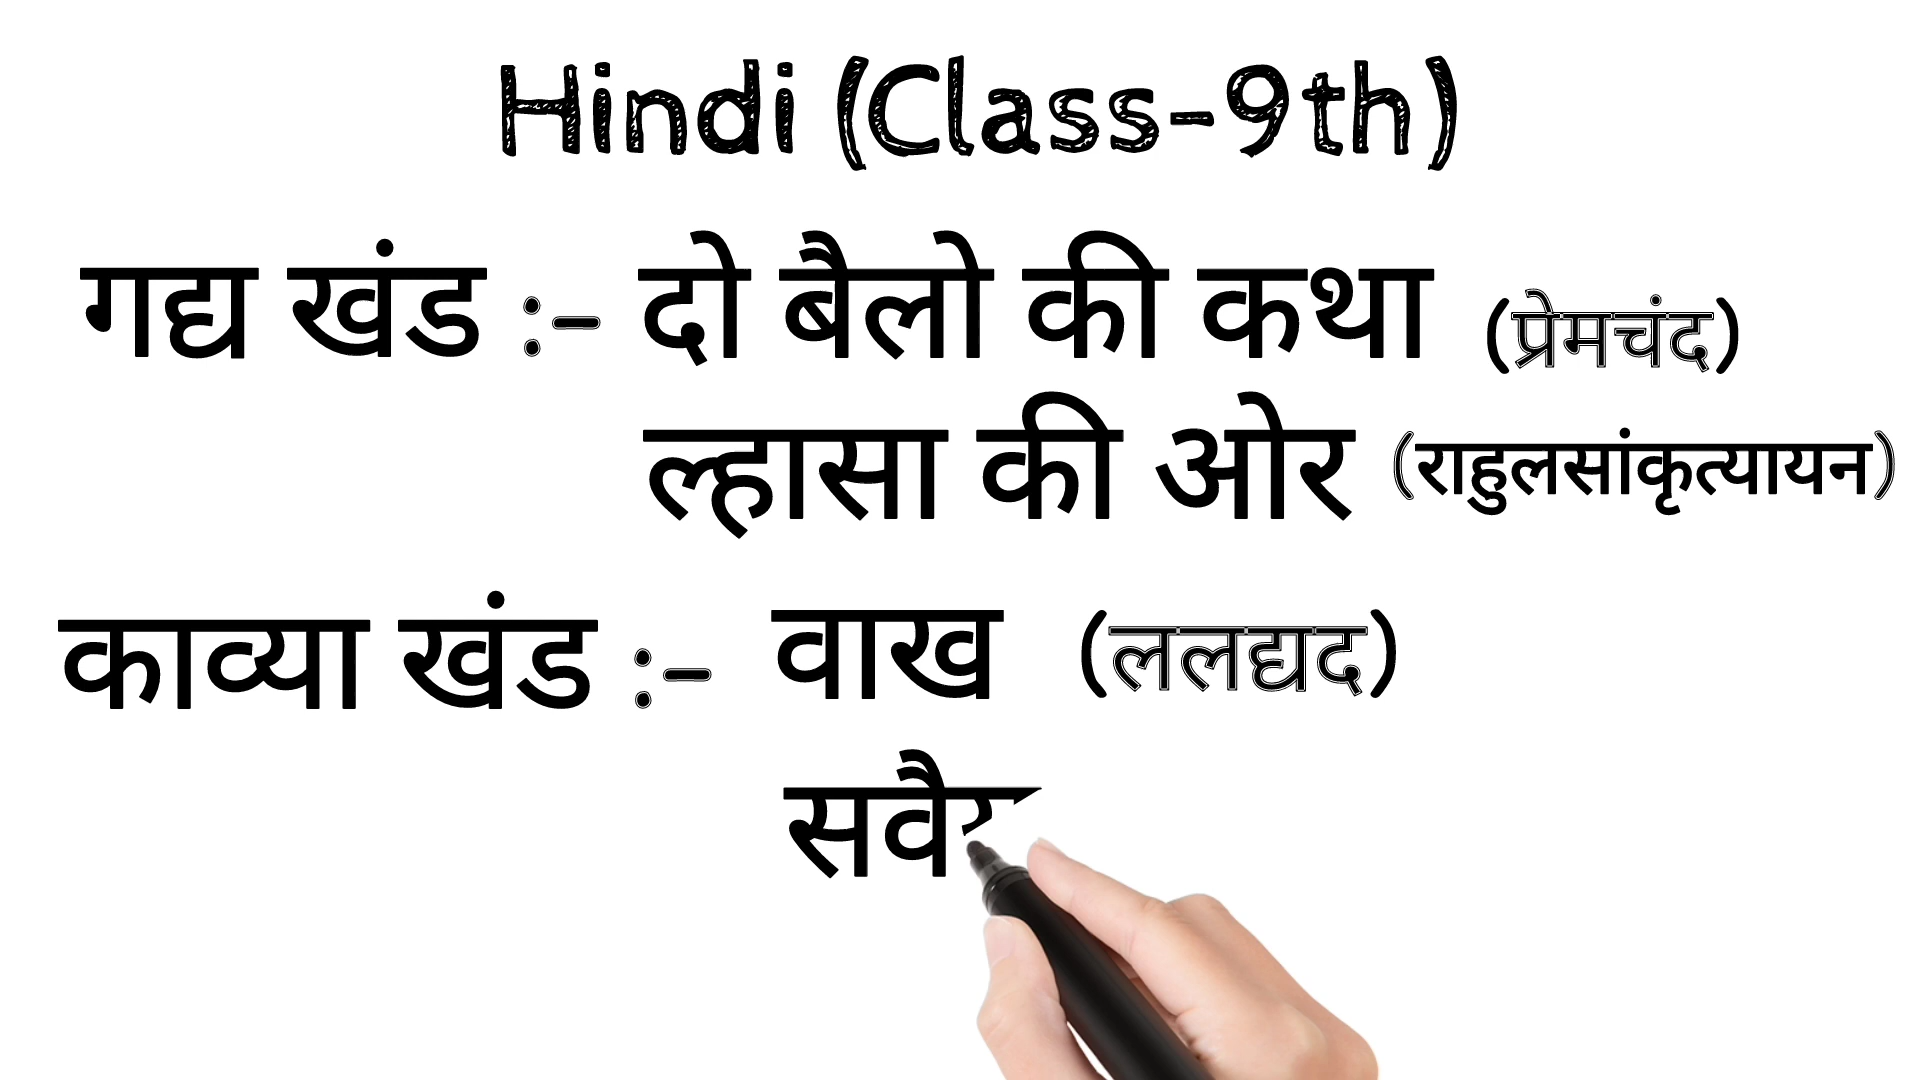 Hindi (Class-9th)
गद्य खंड :- दो बैलो की कथा (प्रेमचंद)
ल्हासा की ओर (राहुलसांकृत्यायन)
काव्या खंड :- वाख (ललद्यद)